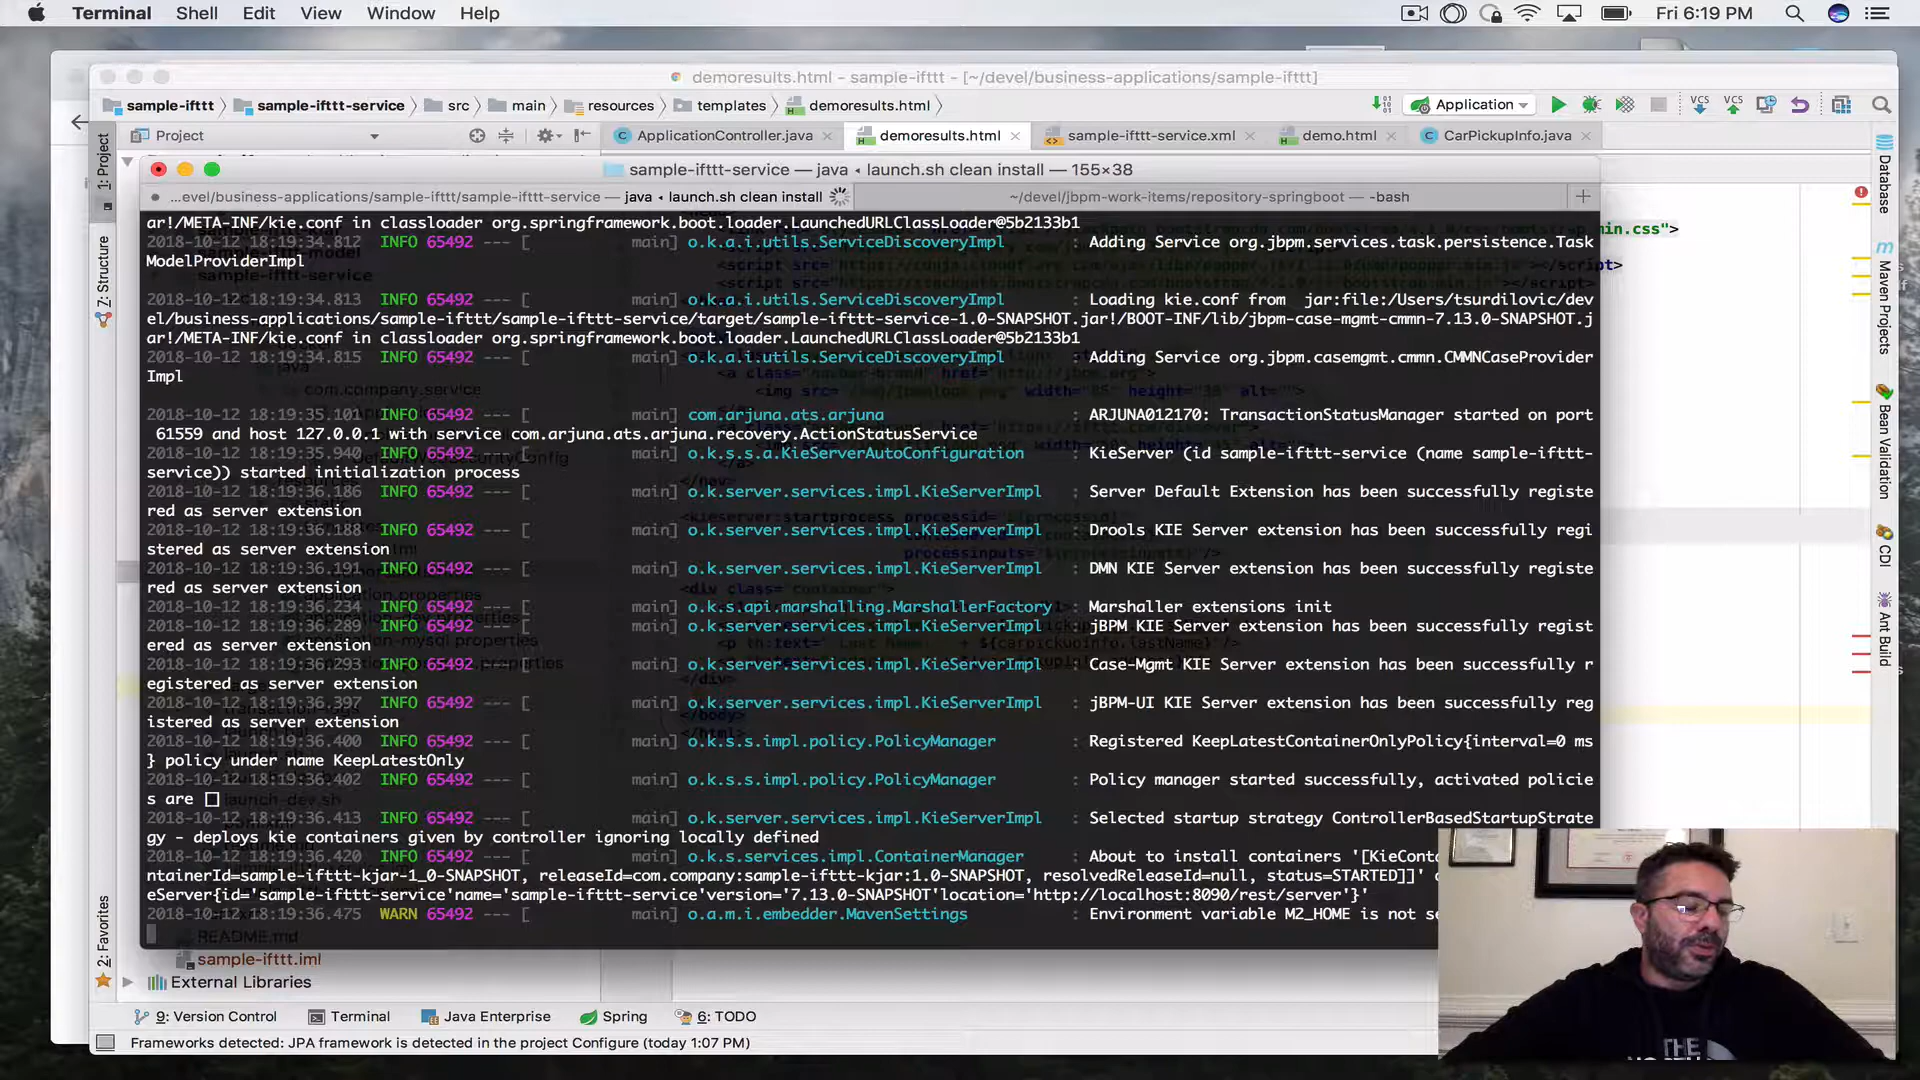 Terminal Shell Edit View Window Help Fri 6:19 PM
demoresults.html - sample-ifttt - [~/devel/business-applications/sample-ifttt]
sample-ifttt sample-ifttt-service src main resources templates demoresults.html Application
Project ApplicationController.java demoresults.html sample-ifttt-service.xml demo.html CarPickupInfo.java
sample-ifttt-service — java ◂ launch.sh clean install — 155×38
...evel/business-applications/sample-ifttt/sample-ifttt-service — java ◂ launch.sh clean install ~/devel/jbpm-work-items/repository-springboot — -bash
ar!/META-INF/kie.conf in classloader org.springframework.boot.loader.LaunchedURLClassLoader@5b2133b1
2018-10-12 18:19:34.812 INFO 65492 --- [ main] o.k.a.i.utils.ServiceDiscoveryImpl : Adding Service org.jbpm.services.task.persistence.Task
ModelProviderImpl
2018-10-12 18:19:34.813 INFO 65492 --- [ main] o.k.a.i.utils.ServiceDiscoveryImpl : Loading kie.conf from jar:file:/Users/tsurdilovic/dev
el/business-applications/sample-ifttt/sample-ifttt-service/target/sample-ifttt-service-1.0-SNAPSHOT.jar!/BOOT-INF/lib/jbpm-case-mgmt-cmmn-7.13.0-SNAPSHOT.j
ar!/META-INF/kie.conf in classloader org.springframework.boot.loader.LaunchedURLClassLoader@5b2133b1
2018-10-12 18:19:34.815 INFO 65492 --- [ main] o.k.a.i.utils.ServiceDiscoveryImpl : Adding Service org.jbpm.casemgmt.cmmn.CMMNCaseProvider
Impl
2018-10-12 18:19:35.101 INFO 65492 --- [ main] com.arjuna.ats.arjuna : ARJUNA012170: TransactionStatusManager started on port
61559 and host 127.0.0.1 with service com.arjuna.ats.arjuna.recovery.ActionStatusService
2018-10-12 18:19:35.940 INFO 65492 --- [ main] o.k.s.s.a.KieServerAutoConfiguration : KieServer (id sample-ifttt-service (name sample-ifttt-
service)) started initialization process
2018-10-12 18:19:36.186 INFO 65492 --- [ main] o.k.server.services.impl.KieServerImpl : Server Default Extension has been successfully registe
red as server extension
2018-10-12 18:19:36.188 INFO 65492 --- [ main] o.k.server.services.impl.KieServerImpl : Drools KIE Server extension has been successfully regi
stered as server extension
2018-10-12 18:19:36.191 INFO 65492 --- [ main] o.k.server.services.impl.KieServerImpl : DMN KIE Server extension has been successfully registe
red as server extension
2018-10-12 18:19:36.234 INFO 65492 --- [ main] o.k.s.api.marshalling.MarshallerFactory : Marshaller extensions init
2018-10-12 18:19:36.289 INFO 65492 --- [ main] o.k.server.services.impl.KieServerImpl : jBPM KIE Server extension has been successfully regist
ered as server extension
2018-10-12 18:19:36.293 INFO 65492 --- [ main] o.k.server.services.impl.KieServerImpl : Case-Mgmt KIE Server extension has been successfully r
egistered as server extension
2018-10-12 18:19:36.397 INFO 65492 --- [ main] o.k.server.services.impl.KieServerImpl : jBPM-UI KIE Server extension has been successfully reg
istered as server extension
2018-10-12 18:19:36.400 INFO 65492 --- [ main] o.k.s.s.impl.policy.PolicyManager : Registered KeepLatestContainerOnlyPolicy{interval=0 ms
} policy under name KeepLatestOnly
2018-10-12 18:19:36.402 INFO 65492 --- [ main] o.k.s.s.impl.policy.PolicyManager : Policy manager started successfully, activated policie
s are []
2018-10-12 18:19:36.413 INFO 65492 --- [ main] o.k.server.services.impl.KieServerImpl : Selected startup strategy ControllerBasedStartupStrate
gy - deploys kie containers given by controller ignoring locally defined
2018-10-12 18:19:36.420 INFO 65492 --- [ main] o.k.s.services.impl.ContainerManager : About to install containers '[KieConta
ntainerId=sample-ifttt-kjar-1_0-SNAPSHOT, releaseId=com.company:sample-ifttt-kjar:1.0-SNAPSHOT, resolvedReleaseId=null, status=STARTED]]'
eServer{id='sample-ifttt-service'name='sample-ifttt-service'version='7.13.0-SNAPSHOT'location='http://localhost:8090/rest/server'}'
2018-10-12 18:19:36.475 WARN 65492 --- [ main] o.a.m.i.embedder.MavenSettings : Environment variable M2_HOME is not se
README.md
sample-ifttt.iml
External Libraries
9: Version Control Terminal Java Enterprise Spring 6: TODO
Frameworks detected: JPA framework is detected in the project Configure (today 1:07 PM)
1: Project
7: Structure
2: Favorites
Database
Maven Projects
Bean Validation
CDI
Ant Build
min.css">
></script>
THE